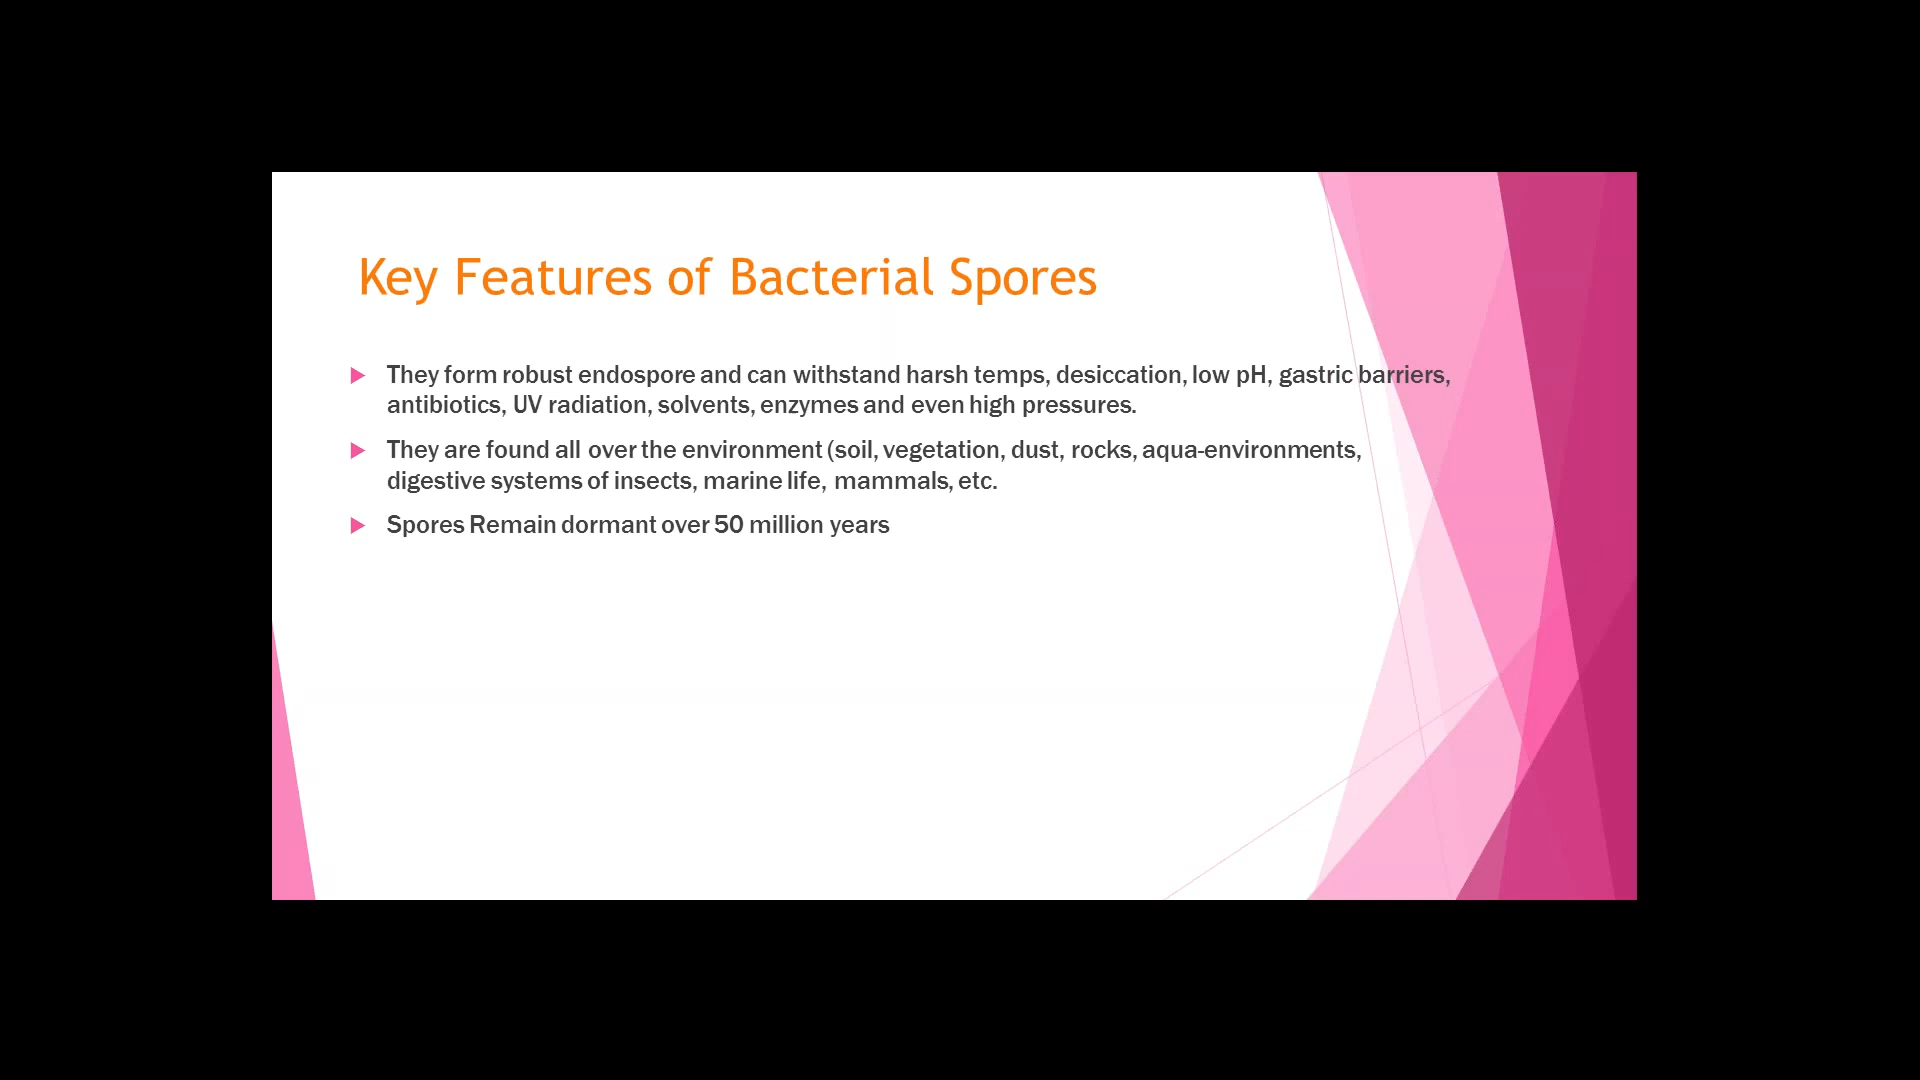 Key Features of Bacterial Spores
They form robust endospore and can withstand harsh temps, desiccation, low pH, gastric barriers,
antibiotics, UV radiation, solvents, enzymes and even high pressures.
They are found all over the environment (soil, vegetation, dust, rocks, aqua-environments,
digestive systems of insects, marine life, mammals, etc.
Spores Remain dormant over 50 million years